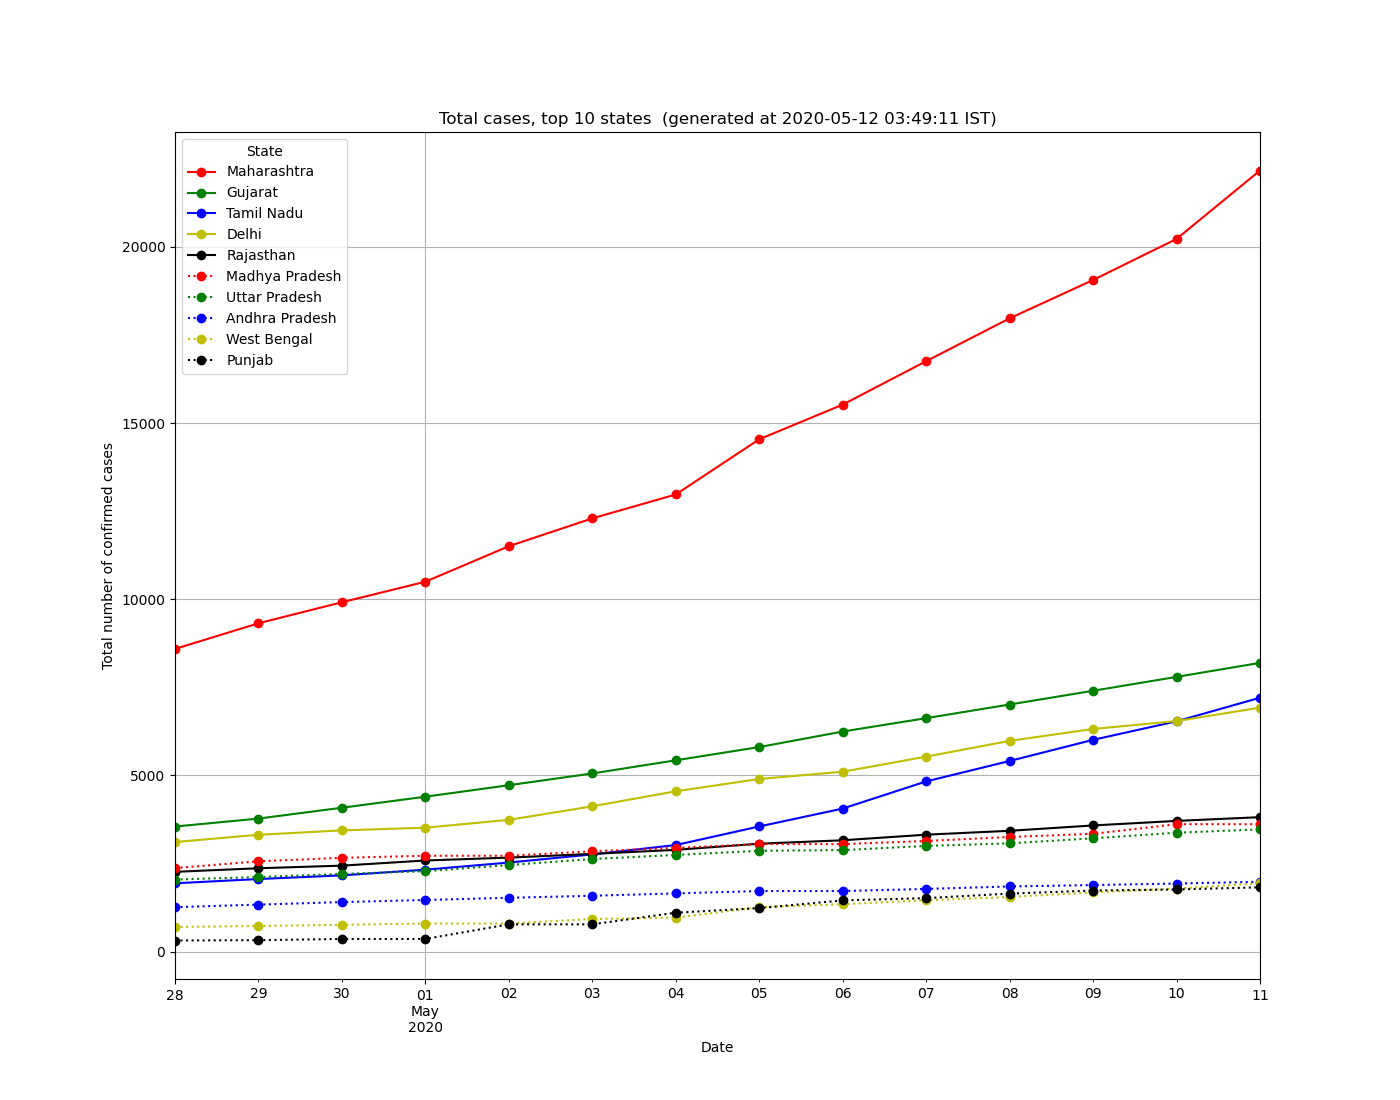 Total cases, top 10 states  (generated at 2020-05-12 03:49:11 IST)
State
Maharashtra
Gujarat
Tamil Nadu
Delhi
Rajasthan
Madhya Pradesh
Uttar Pradesh
Andhra Pradesh
West Bengal
Punjab
Total number of confirmed cases
20000
15000
10000
5000
0
28 29 30 01 02 03 04 05 06 07 08 09 10 11
May
2020
Date